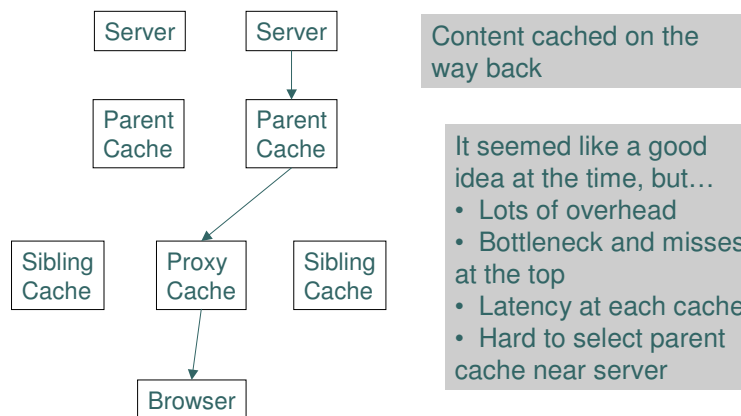 Server
Server
Parent
Cache
Parent
Cache
Sibling
Cache
Proxy
Cache
Sibling
Cache
Browser
Content cached on the
way back
It seemed like a good
idea at the time, but…
• Lots of overhead
• Bottleneck and misses
at the top
• Latency at each cache
• Hard to select parent
cache near server